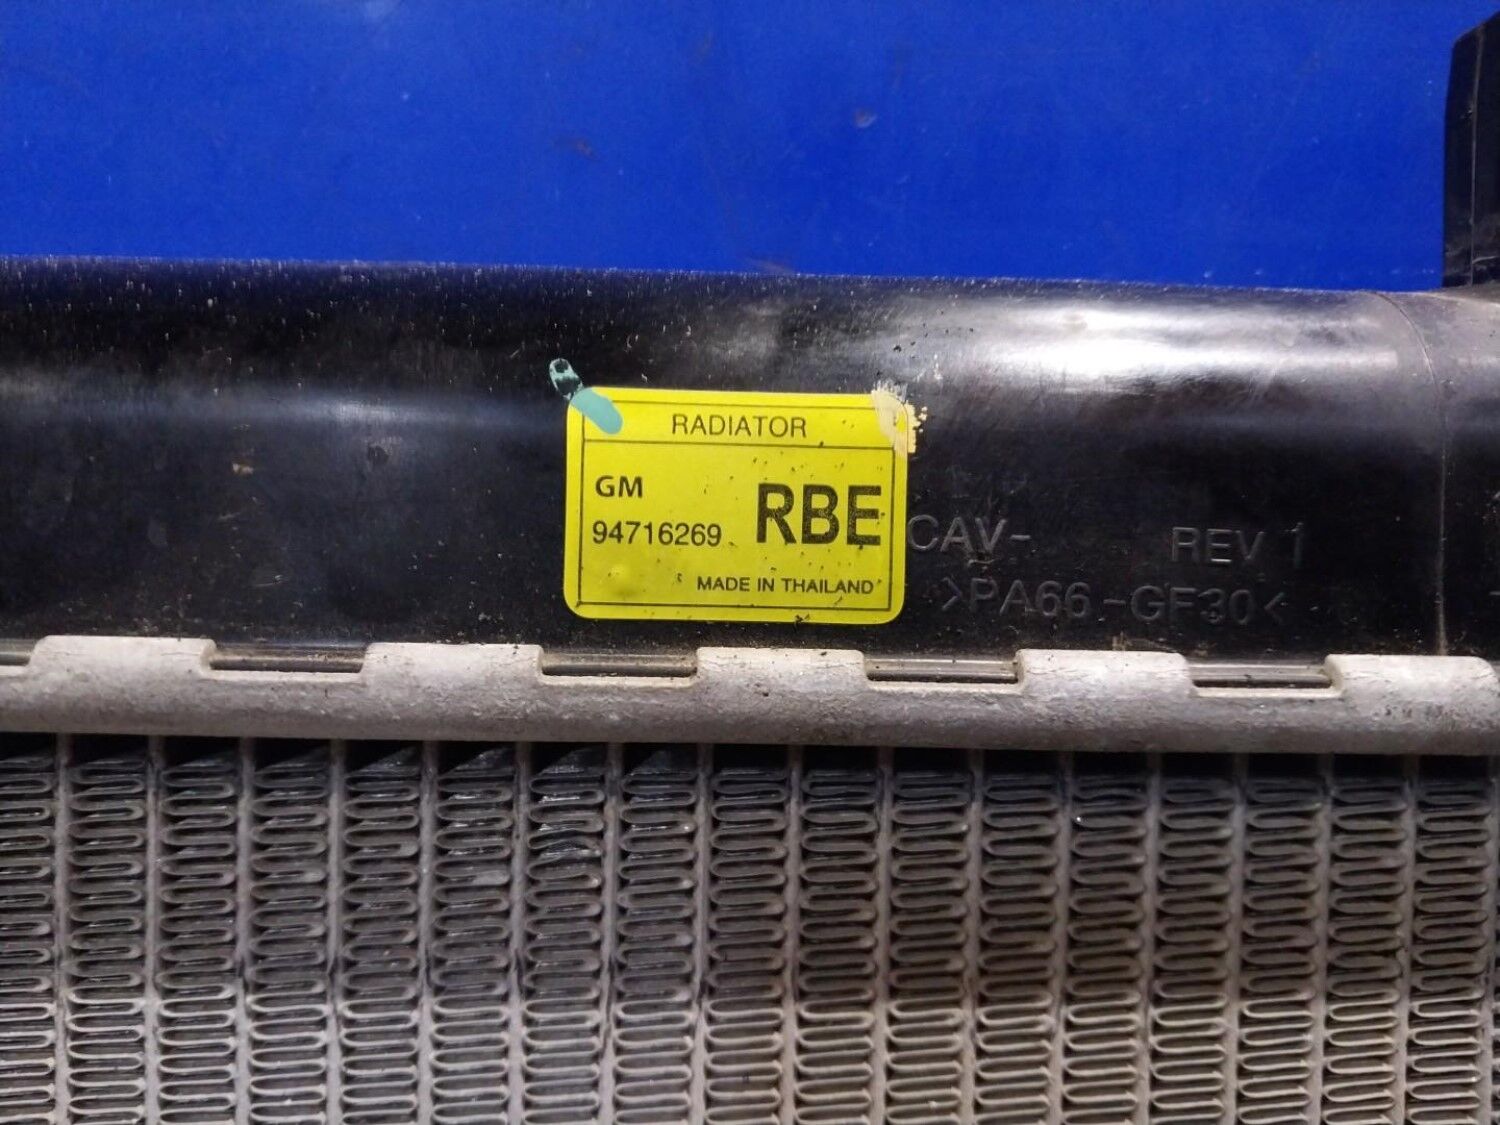 RADIATOR
GM
94716269
RBE
MADE IN THAILAND
CAV-
REV 1
>PA66-GF30<